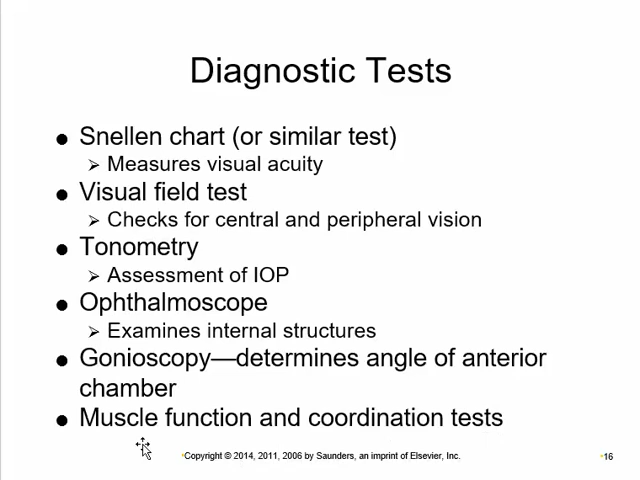 Diagnostic Tests
● Snellen chart (or similar test)
➢ Measures visual acuity
● Visual field test
➢ Checks for central and peripheral vision
● Tonometry
➢ Assessment of IOP
● Ophthalmoscope
➢ Examines internal structures
● Gonioscopy—determines angle of anterior
chamber
● Muscle function and coordination tests
•Copyright © 2014, 2011, 2006 by Saunders, an imprint of Elsevier, Inc.
•16